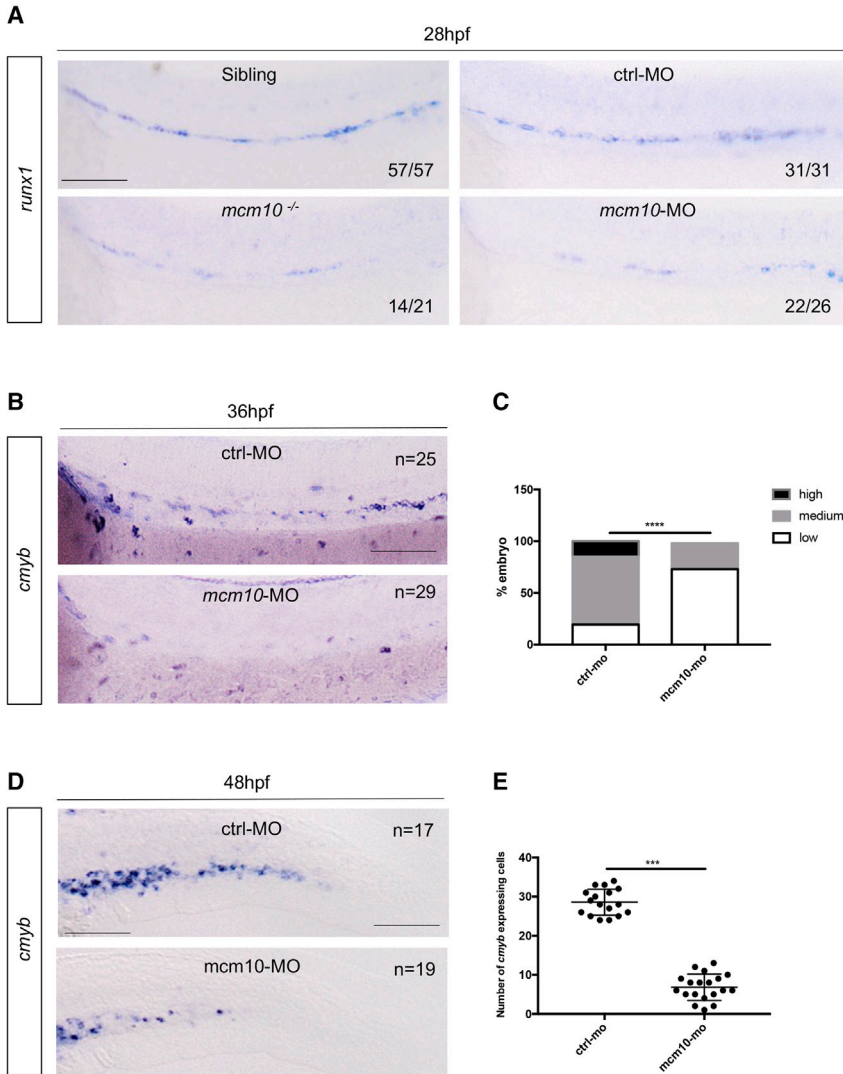 A
28hpf
runx1
Sibling
57/57
ctrl-MO
31/31
mcm10 -/-
14/21
mcm10-MO
22/26
B
36hpf
cmyb
ctrl-MO
n=25
mcm10-MO
n=29
C
% embryo
150
100
50
0
****
high
medium
low
ctrl-mo
mcm10-mo
D
48hpf
cmyb
ctrl-MO
n=17
mcm10-MO
n=19
E
Number of cmyb expressing cells
40
30
20
10
0
***
ctrl-mo
mcm10-mo